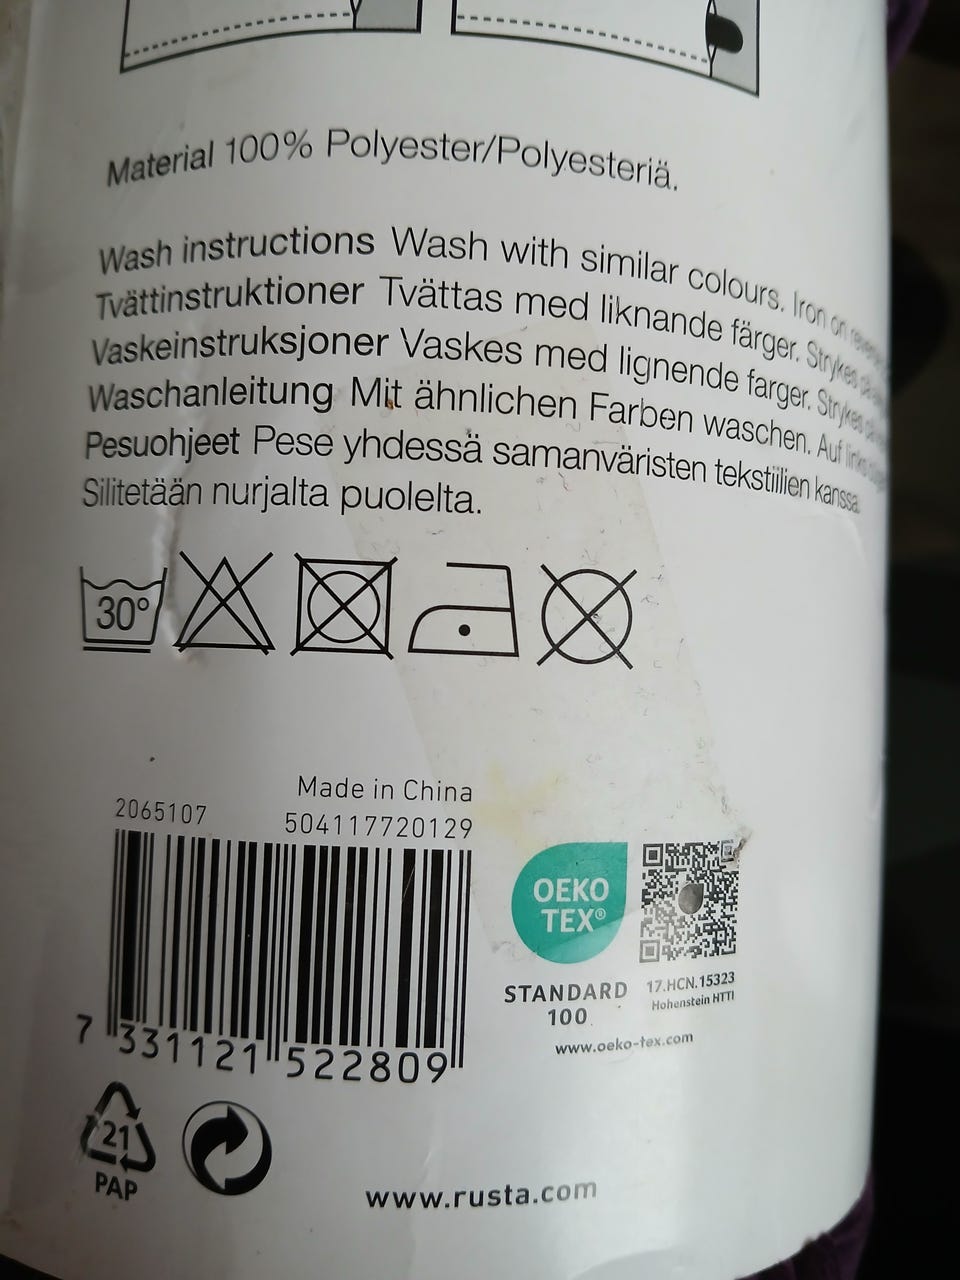 Material 100% Polyester/Polyesteriä.
Wash instructions Wash with similar colours. Iron on
Tvättinstruktioner Tvättas med liknande färger. Strykes
Vaskeinstruksjoner Vaskes med lignende farger. Strykes
Waschanleitung Mit ähnlichen Farben waschen. Auf links
Pesuohjeet Pese yhdessä samanväristen tekstiilien kanssa.
Silitetään nurjalta puolelta.
30°
Made in China
2065107 504117720129
7 331121 522809
OEKO
TEX®
STANDARD
100
17.HCN.15323
Hohenstein HTTI
www.oeko-tex.com
21
PAP
www.rusta.com